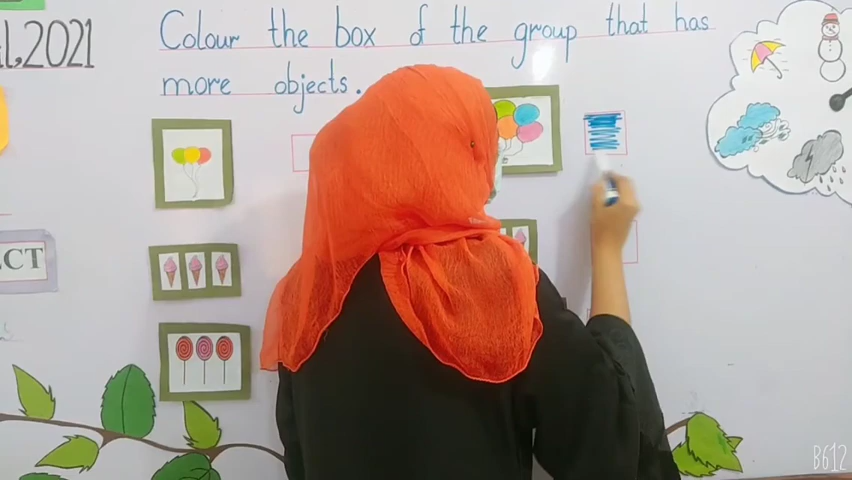 Colour the box of the group that has
more objects.
,2021
CT
B612